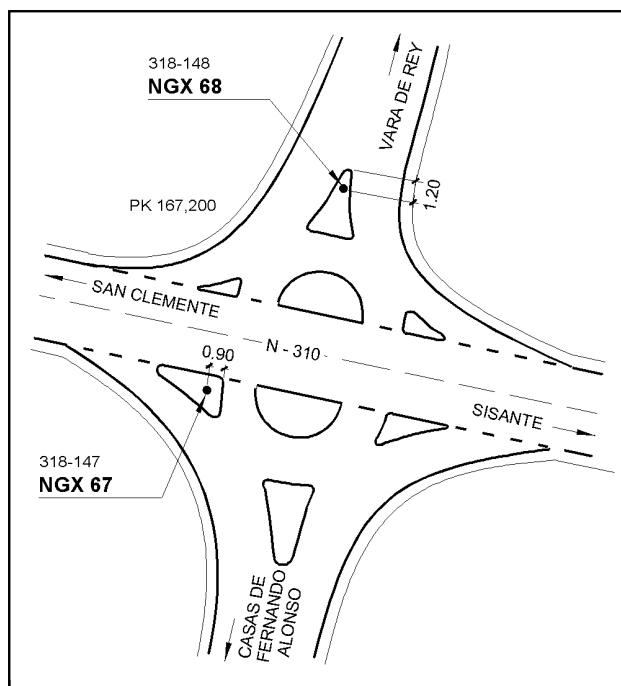 318-148
NGX 68
VARA DE REY
1.20
PK 167,200
SAN CLEMENTE
N - 310
0.90
SISANTE
318-147
NGX 67
CASAS DE
FERNANDO
ALONSO